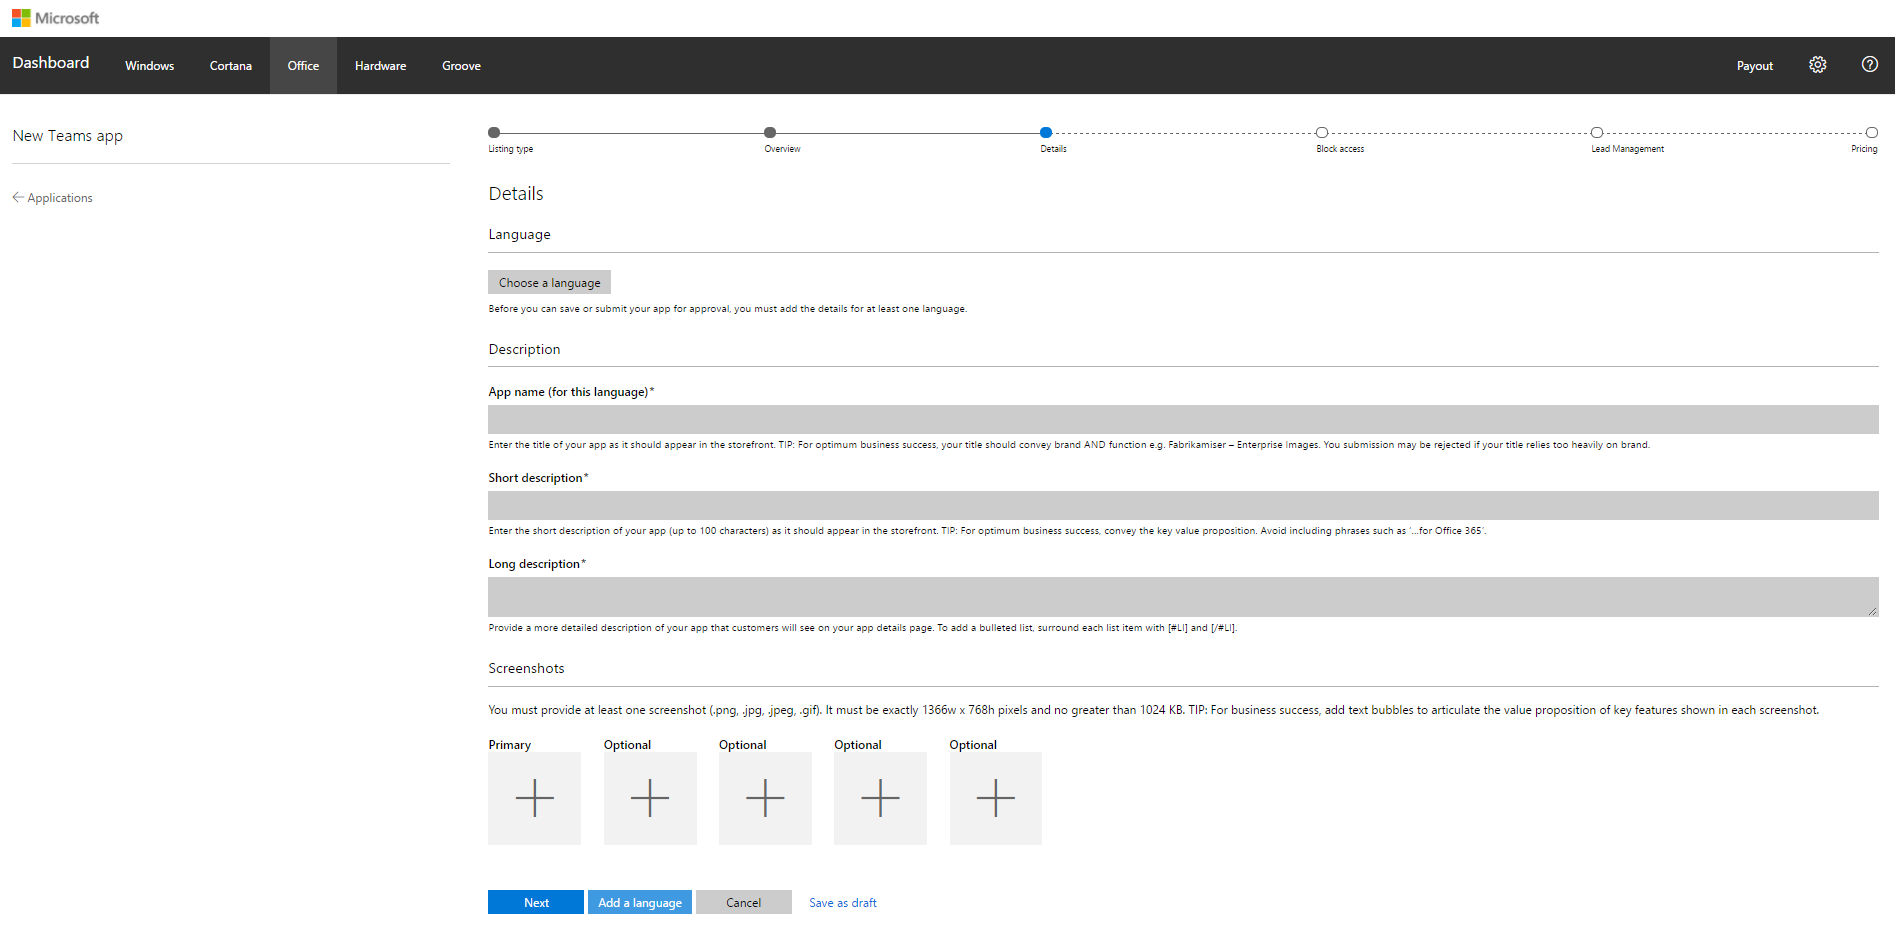 Microsoft
Dashboard Windows Cortana Office Hardware Groove Payout
New Teams app
Listing type Overview Details Block access Lead Management Pricing
Applications
Details
Language
Choose a language
Before you can save or submit your app for approval, you must add the details for at least one language.
Description
App name (for this language)*
Enter the title of your app as it should appear in the storefront. TIP: For optimum business success, your title should convey brand AND function e.g. Fabrikamiser – Enterprise Images. You submission may be rejected if your title relies too heavily on brand.
Short description*
Enter the short description of your app (up to 100 characters) as it should appear in the storefront. TIP: For optimum business success, convey the key value proposition. Avoid including phrases such as '...for Office 365'.
Long description*
Provide a more detailed description of your app that customers will see on your app details page. To add a bulleted list, surround each list item with [#LI] and [/#LI].
Screenshots
You must provide at least one screenshot (.png, .jpg, .jpeg, .gif). It must be exactly 1366w x 768h pixels and no greater than 1024 KB. TIP: For business success, add text bubbles to articulate the value proposition of key features shown in each screenshot.
Primary Optional Optional Optional Optional
Next Add a language Cancel Save as draft